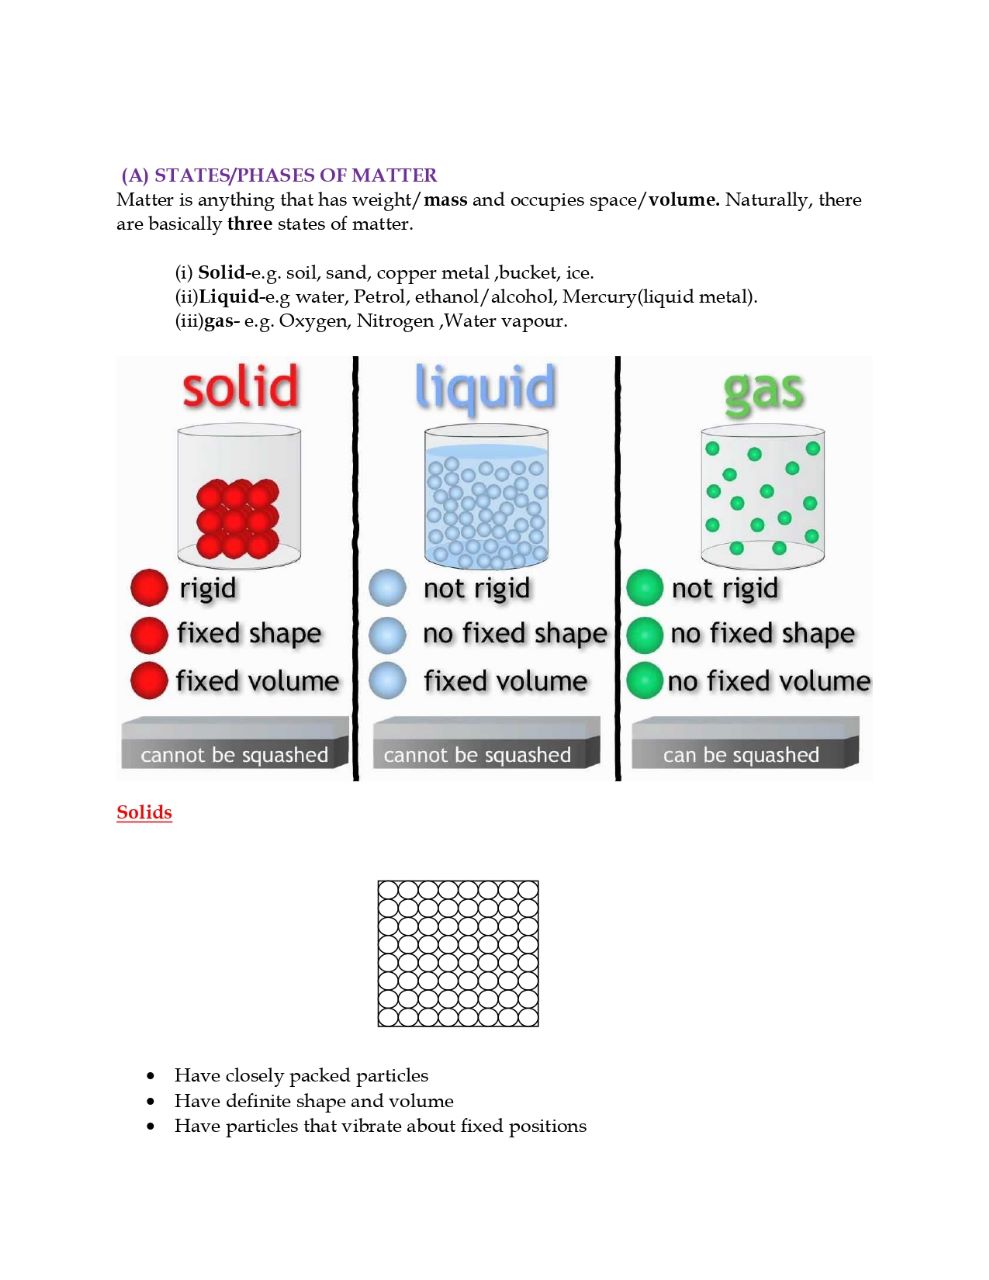 (A) STATES/PHASES OF MATTER
Matter is anything that has weight/mass and occupies space/volume. Naturally, there
are basically three states of matter.
(i) Solid-e.g. soil, sand, copper metal ,bucket, ice.
(ii)Liquid-e.g water, Petrol, ethanol/alcohol, Mercury(liquid metal).
(iii)gas- e.g. Oxygen, Nitrogen ,Water vapour.
solid
rigid
fixed shape
fixed volume
cannot be squashed
liquid
not rigid
no fixed shape
fixed volume
cannot be squashed
gas
not rigid
no fixed shape
no fixed volume
can be squashed
Solids
• Have closely packed particles
• Have definite shape and volume
• Have particles that vibrate about fixed positions